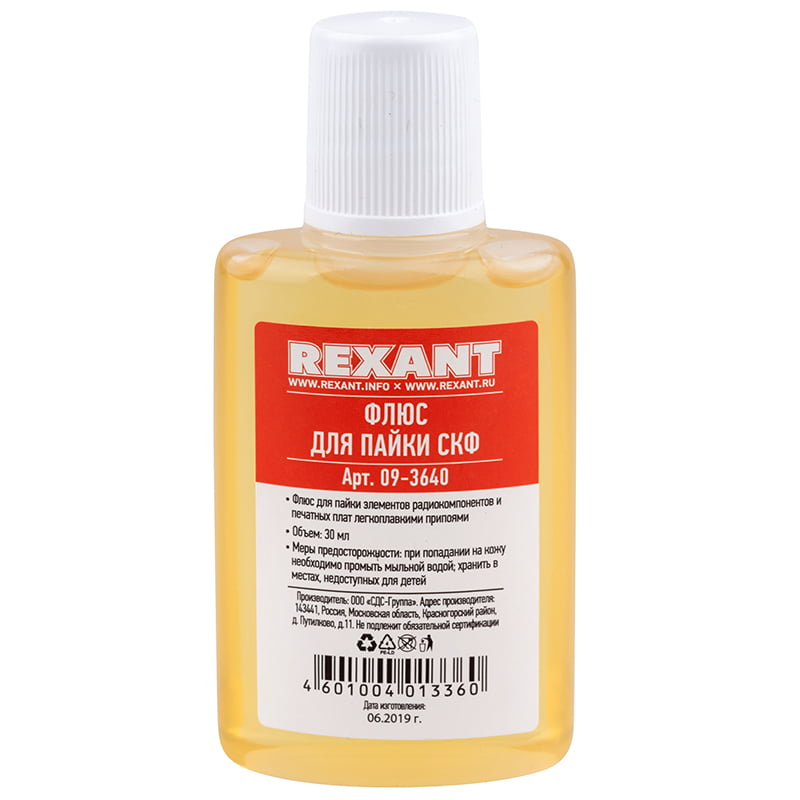 REXANT
WWW.REXANT.INFO × WWW.REXANT.RU
ФЛЮС
ДЛЯ ПАЙКИ СКФ
Арт. 09-3640
• Флюс для пайки элементов радиокомпонентов и
печатных плат легкоплавкими припоями
• Объем: 30 мл
• Меры предосторожности: при попадании на кожу
необходимо промыть мыльной водой; хранить в
местах, недоступных для детей
Производитель: ООО «СДС-Группа». Адрес производителя:
143441, Россия, Московская область, Красногорский район,
д. Путилково, д.11. Не подлежит обязательной сертификации
4
PE-LD
4 601004 013360
Дата изготовления:
06.2019 г.